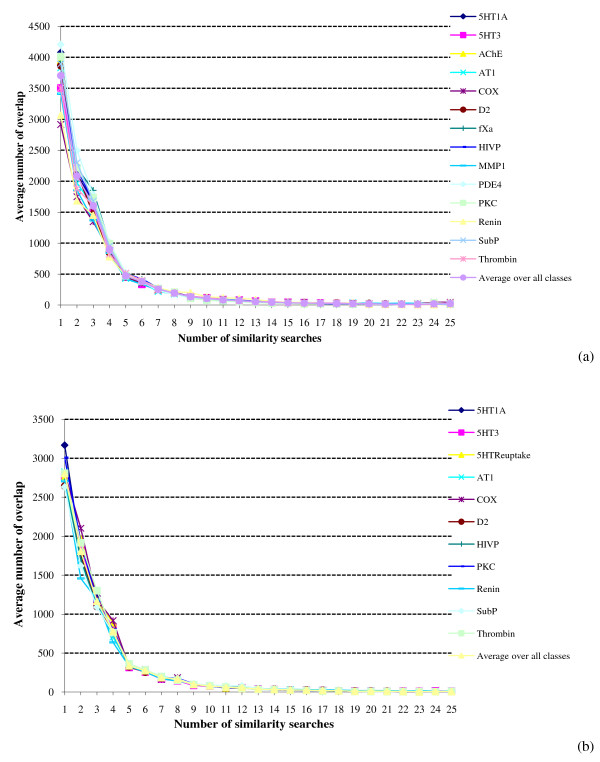 4500
4000
3500
3000
2500
2000
1500
1000
500
0
Average number of overlap
1 2 3 4 5 6 7 8 9 10 11 12 13 14 15 16 17 18 19 20 21 22 23 24 25
Number of similarity searches
5HT1A
5HT3
AChE
AT1
COX
D2
fXa
HIVP
MMP1
PDE4
PKC
Renin
SubP
Thrombin
Average over all classes
(a)
3500
3000
2500
2000
1500
1000
500
0
Average number of overlap
1 2 3 4 5 6 7 8 9 10 11 12 13 14 15 16 17 18 19 20 21 22 23 24 25
Number of similarity searches
5HT1A
5HT3
5HTReuptake
AT1
COX
D2
HIVP
PKC
Renin
SubP
Thrombin
Average over all classes
(b)